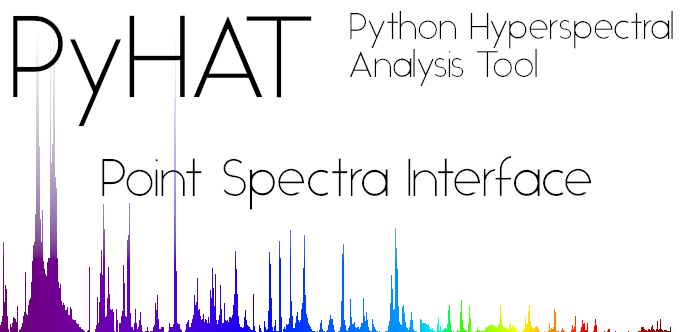 PyHAT
Python Hyperspectral
Analysis Tool
Point Spectra Interface